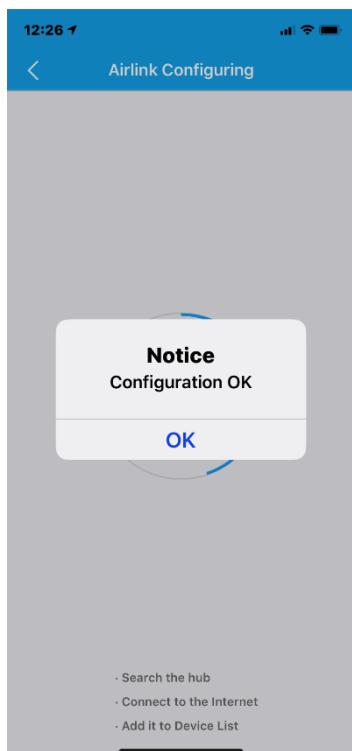 12:26
Airlink Configuring
Notice
Configuration OK
OK
· Search the hub
· Connect to the Internet
· Add it to Device List